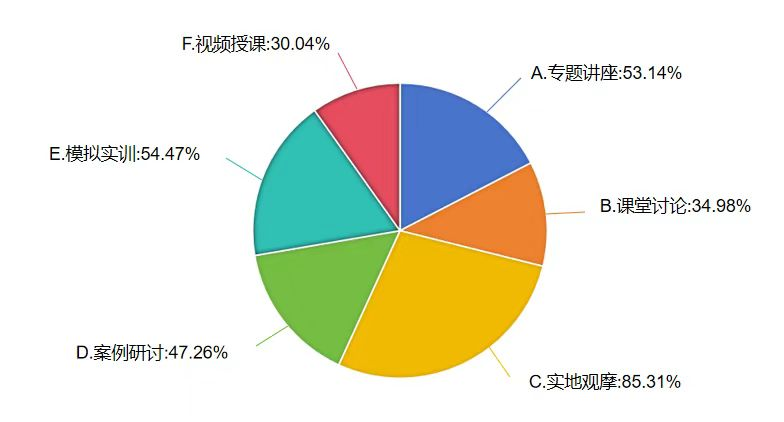 F.视频授课:30.04%
A.专题讲座:53.14%
E.模拟实训:54.47%
B.课堂讨论:34.98%
D.案例研讨:47.26%
C.实地观摩:85.31%